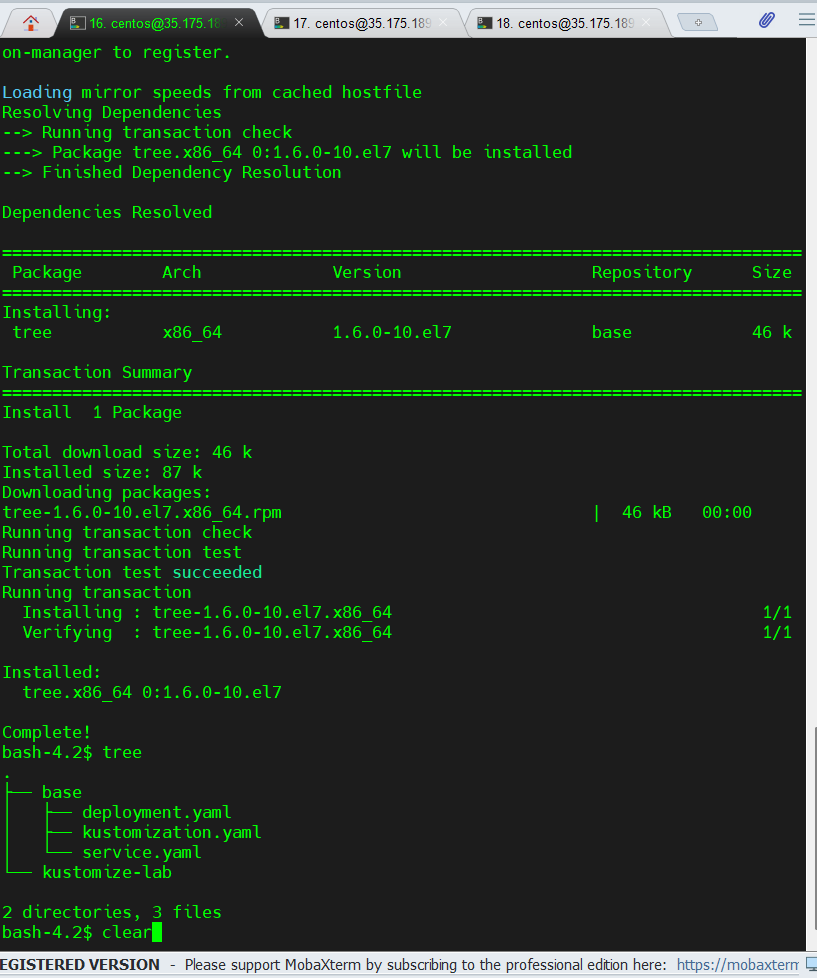 16. centos@35.175.18
17. centos@35.175.189
18. centos@35.175.189
on-manager to register.
Loading mirror speeds from cached hostfile
Resolving Dependencies
--> Running transaction check
---> Package tree.x86_64 0:1.6.0-10.el7 will be installed
--> Finished Dependency Resolution
Dependencies Resolved
================================================================================
Package Arch Version Repository Size
================================================================================
Installing:
tree x86_64 1.6.0-10.el7 base 46 k
Transaction Summary
================================================================================
Install 1 Package
Total download size: 46 k
Installed size: 87 k
Downloading packages:
tree-1.6.0-10.el7.x86_64.rpm | 46 kB 00:00
Running transaction check
Running transaction test
Transaction test succeeded
Running transaction
Installing : tree-1.6.0-10.el7.x86_64 1/1
Verifying : tree-1.6.0-10.el7.x86_64 1/1
Installed:
tree.x86_64 0:1.6.0-10.el7
Complete!
bash-4.2$ tree
.
├── base
│   ├── deployment.yaml
│   ├── kustomization.yaml
│   └── service.yaml
└── kustomize-lab
2 directories, 3 files
bash-4.2$ clear
EGISTERED VERSION - Please support MobaXterm by subscribing to the professional edition here: https://mobaxterm